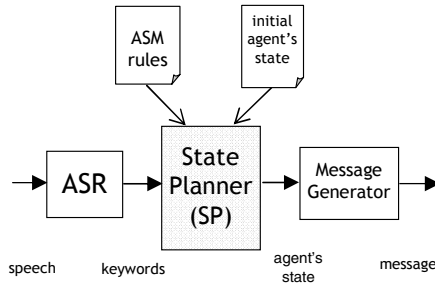 ASM
rules
initial
agent's
state
ASR
State
Planner
(SP)
Message
Generator
speech
keywords
agent's
state
message